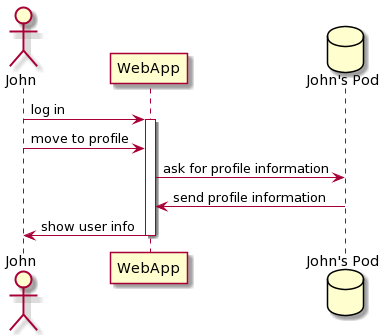 John
WebApp
John's Pod
log in
move to profile
ask for profile information
send profile information
show user info
John
WebApp
John's Pod